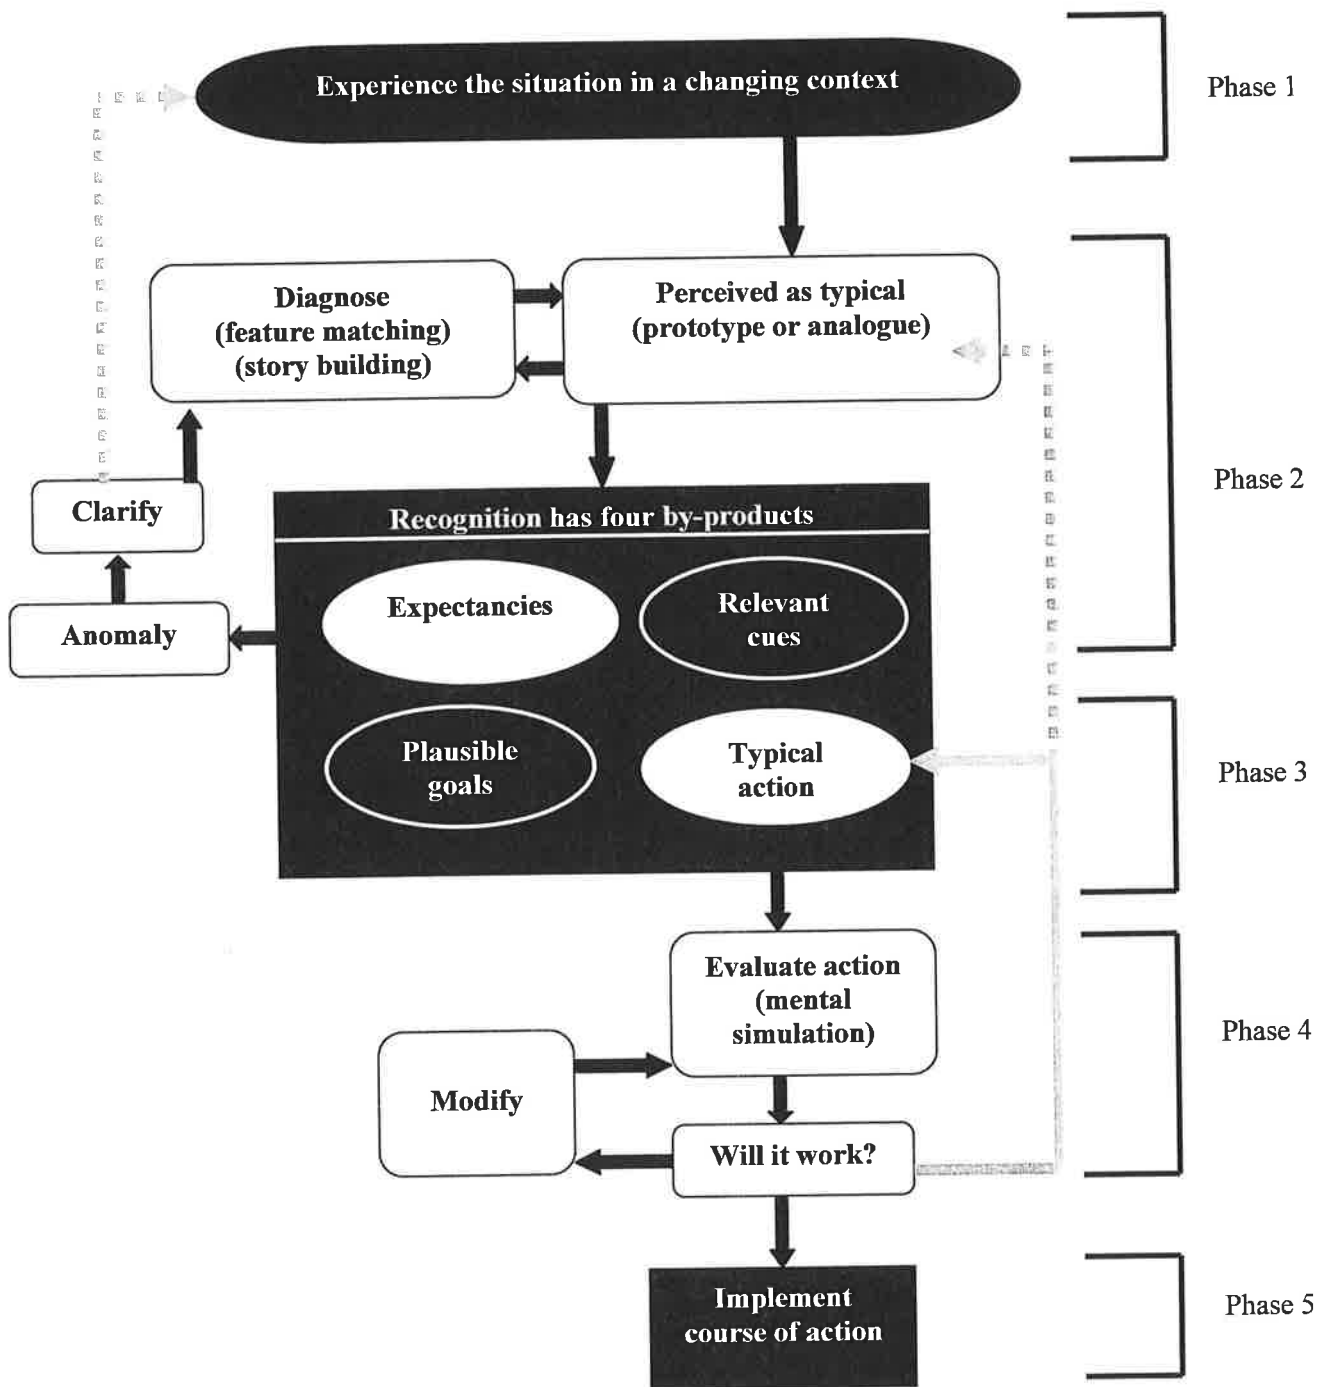 Experience the situation in a changing context
Phase 1
Diagnose
(feature matching)
(story building)
Perceived as typical
(prototype or analogue)
Phase 2
Clarify
Anomaly
Recognition has four by-products
Expectancies
Relevant
cues
Plausible
goals
Typical
action
Phase 3
Evaluate action
(mental
simulation)
Modify
Will it work?
Phase 4
Implement
course of action
Phase 5